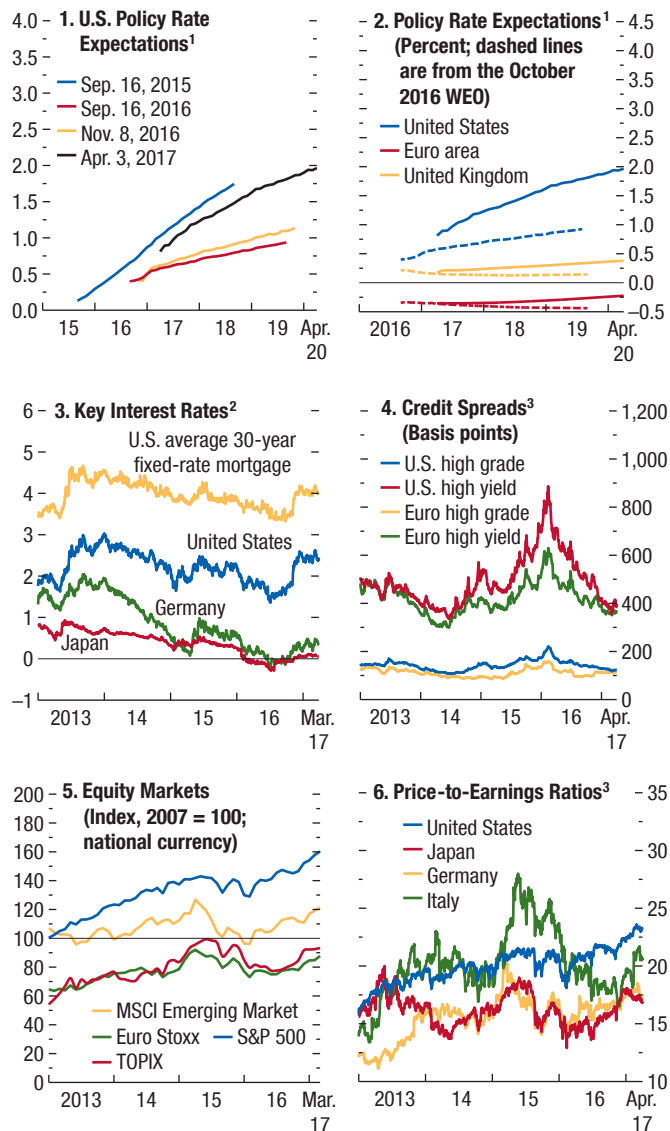 1. U.S. Policy Rate
Expectations¹
Sep. 16, 2015
Sep. 16, 2016
Nov. 8, 2016
Apr. 3, 2017
4.0
3.5
3.0
2.5
2.0
1.5
1.0
0.5
0.0
15 16 17 18 19 Apr.
20
2. Policy Rate Expectations¹
(Percent; dashed lines
are from the October
2016 WEO)
United States
Euro area
United Kingdom
4.5
4.0
3.5
3.0
2.5
2.0
1.5
1.0
0.5
0.0
–0.5
2016 17 18 19 Apr.
20
3. Key Interest Rates²
U.S. average 30-year
fixed-rate mortgage
United States
Germany
Japan
6
5
4
3
2
1
0
–1
2013 14 15 16 Mar.
17
4. Credit Spreads³
(Basis points)
U.S. high grade
U.S. high yield
Euro high grade
Euro high yield
1,200
1,000
800
600
400
200
0
2013 14 15 16 Apr.
17
5. Equity Markets
(Index, 2007 = 100;
national currency)
MSCI Emerging Market
Euro Stoxx S&P 500
TOPIX
200
180
160
140
120
100
80
60
40
20
0
2013 14 15 16 Mar.
17
6. Price-to-Earnings Ratios³
United States
Japan
Germany
Italy
35
30
25
20
15
10
2013 14 15 16 Apr.
17